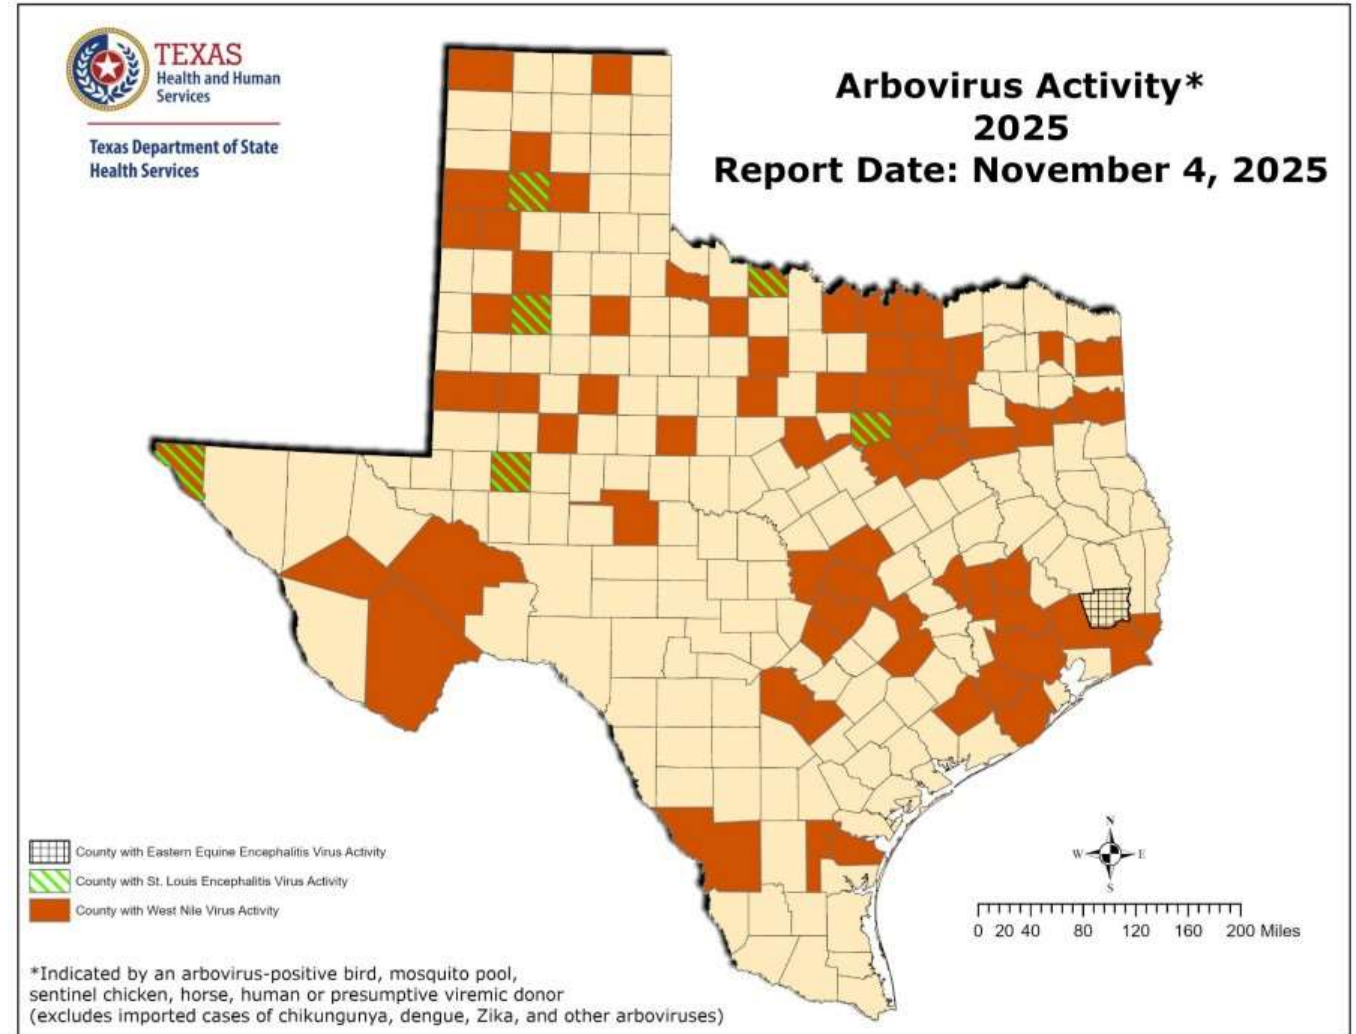 TEXAS
Health and Human
Services
Texas Department of State
Health Services
Arbovirus Activity*
2025
Report Date: November 4, 2025
County with Eastern Equine Encephalitis Virus Activity
County with St. Louis Encephalitis Virus Activity
County with West Nile Virus Activity
N
W E
S
0 20 40 80 120 160 200 Miles
*Indicated by an arbovirus-positive bird, mosquito pool,
sentinel chicken, horse, human or presumptive viremic donor
(excludes imported cases of chikungunya, dengue, Zika, and other arboviruses)